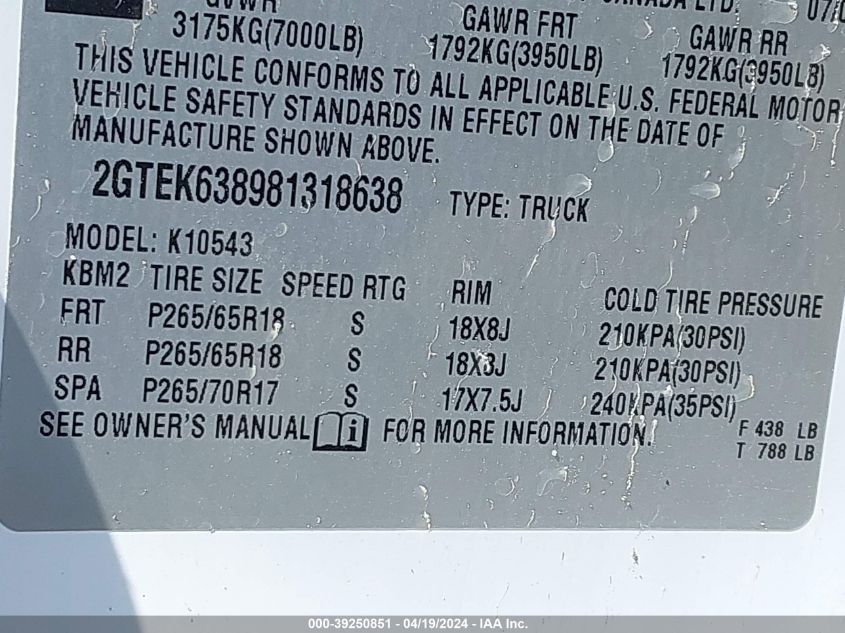 GVWR GAWR FRT GAWR RR
3175KG(7000LB) 1792KG(3950LB) 1792KG(3950LB)
THIS VEHICLE CONFORMS TO ALL APPLICABLE U.S. FEDERAL MOTOR
VEHICLE SAFETY STANDARDS IN EFFECT ON THE DATE OF
MANUFACTURE SHOWN ABOVE.
2GTEK638981318638 TYPE: TRUCK
MODEL: K10543
KBM2 TIRE SIZE SPEED RTG RIM COLD TIRE PRESSURE
FRT P265/65R18 S 18X8J 210KPA(30PSI)
RR P265/65R18 S 18X8J 210KPA(30PSI)
SPA P265/70R17 S 17X7.5J 240KPA(35PSI)
SEE OWNER'S MANUAL i FOR MORE INFORMATION.
F 438 LB
T 788 LB
000-39250851 - 04/19/2024 - IAA Inc.